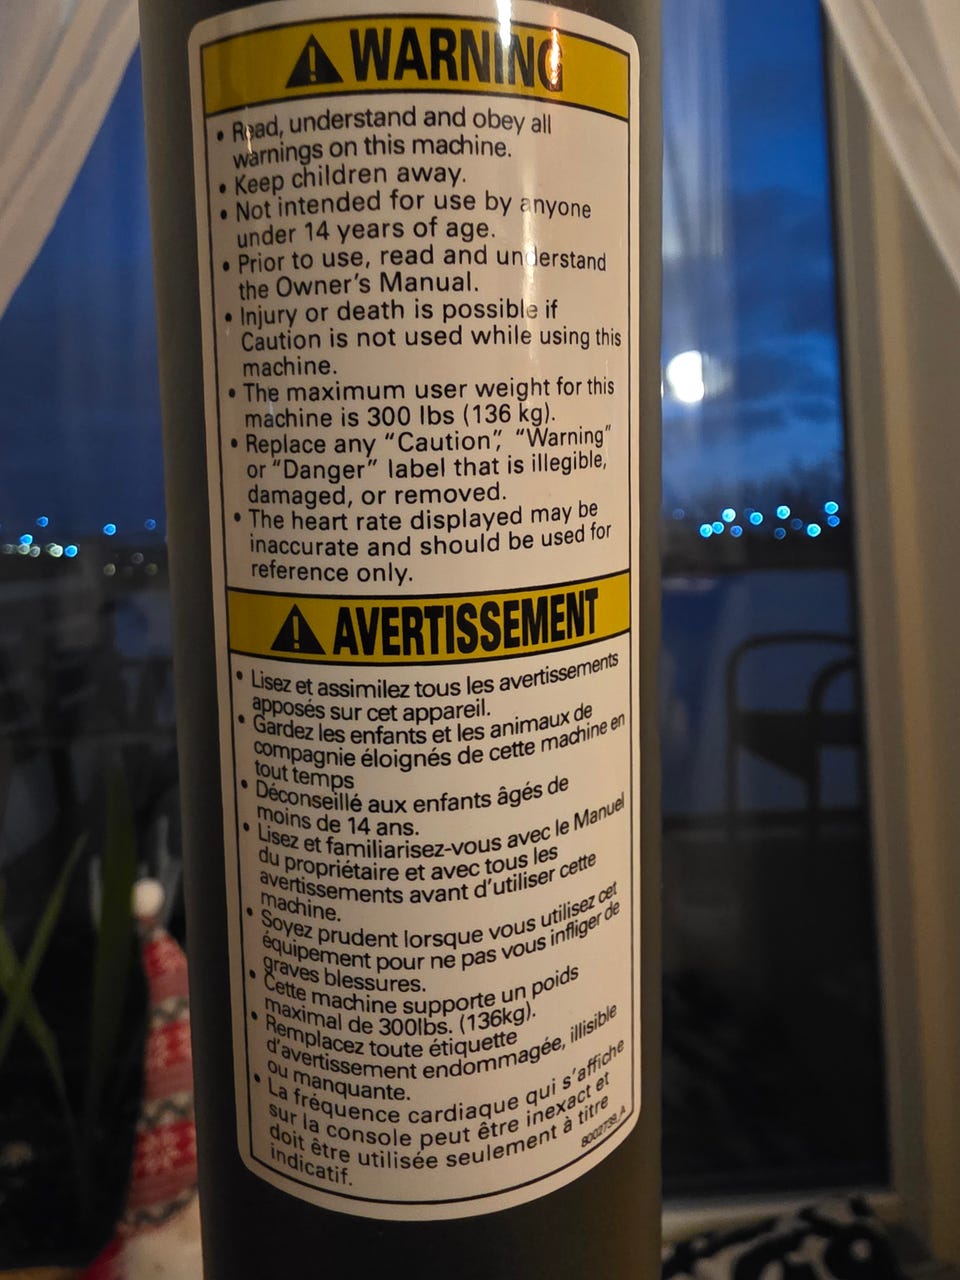 WARNING
• Read, understand and obey all
warnings on this machine.
• Keep children away.
• Not intended for use by anyone
under 14 years of age.
• Prior to use, read and understand
the Owner's Manual.
• Injury or death is possible if
Caution is not used while using this
machine.
• The maximum user weight for this
machine is 300 lbs (136 kg).
• Replace any "Caution", "Warning"
or "Danger" label that is illegible,
damaged, or removed.
• The heart rate displayed may be
inaccurate and should be used for
reference only.
AVERTISSEMENT
• Lisez et assimilez tous les avertissements
apposés sur cet appareil.
• Gardez les enfants et les animaux de
compagnie éloignés de cette machine en
tout temps
• Déconseillé aux enfants âgés de
moins de 14 ans.
• Lisez et familiarisez-vous avec le Manuel
du propriétaire et avec tous les
avertissements avant d'utiliser cette
machine.
• Soyez prudent lorsque vous utilisez cet
équipement pour ne pas vous infliger de
graves blessures.
• Cette machine supporte un poids
maximal de 300lbs. (136kg).
• Remplacez toute étiquette
d'avertissement endommagée, illisible
ou manquante.
• La fréquence cardiaque qui s'affiche
sur la console peut être inexact et
doit être utilisée seulement à titre
indicatif.
8002739_A